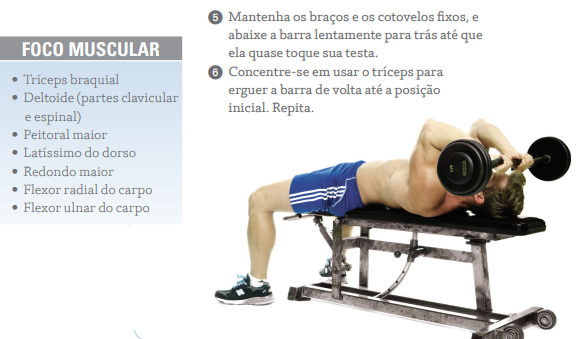 FOCO MUSCULAR
• Tríceps braquial
• Deltoide (partes clavicular
e espinal)
• Peitoral maior
• Latíssimo do dorso
• Redondo maior
• Flexor radial do carpo
• Flexor ulnar do carpo
5 Mantenha os braços e os cotovelos fixos, e
abaixe a barra lentamente para trás até que
ela quase toque sua testa.
6 Concentre-se em usar o tríceps para
erguer a barra de volta até a posição
inicial. Repita.